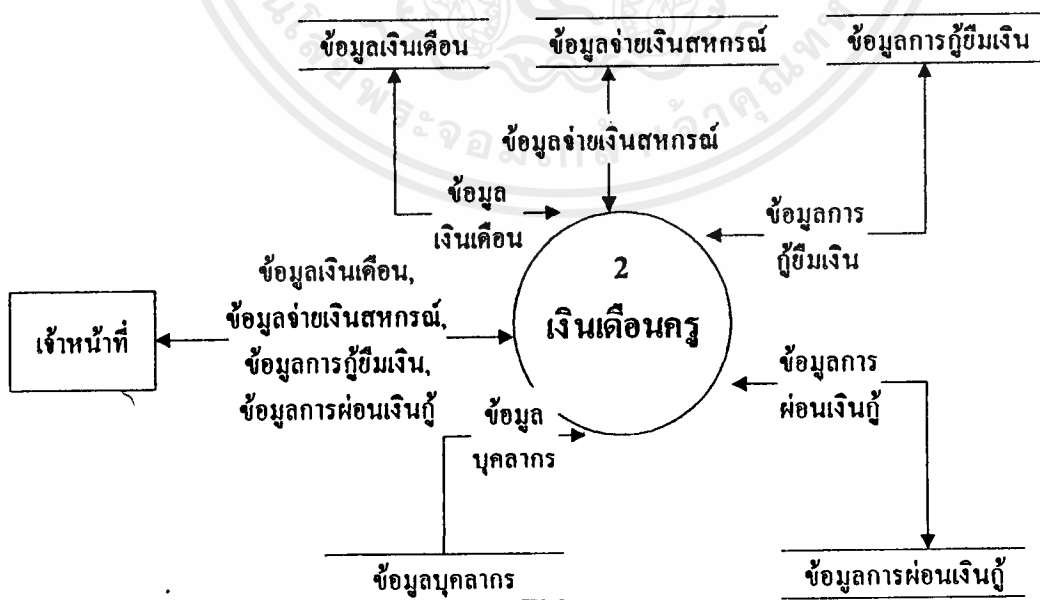 ข้อมูลเงินเดือน
ข้อมูลจ่ายเงินสหกรณ์
ข้อมูลการกู้ยืมเงิน
ข้อมูลจ่ายเงินสหกรณ์
ข้อมูล
เงินเดือน
ข้อมูลการ
กู้ยืมเงิน
2
เงินเดือนครู
ข้อมูลเงินเดือน,
ข้อมูลจ่ายเงินสหกรณ์,
ข้อมูลการกู้ยืมเงิน,
ข้อมูลการผ่อนเงินกู้
เจ้าหน้าที่
ข้อมูลการ
ผ่อนเงินกู้
ข้อมูล
บุคลากร
ข้อมูลบุคลากร
ข้อมูลการผ่อนเงินกู้